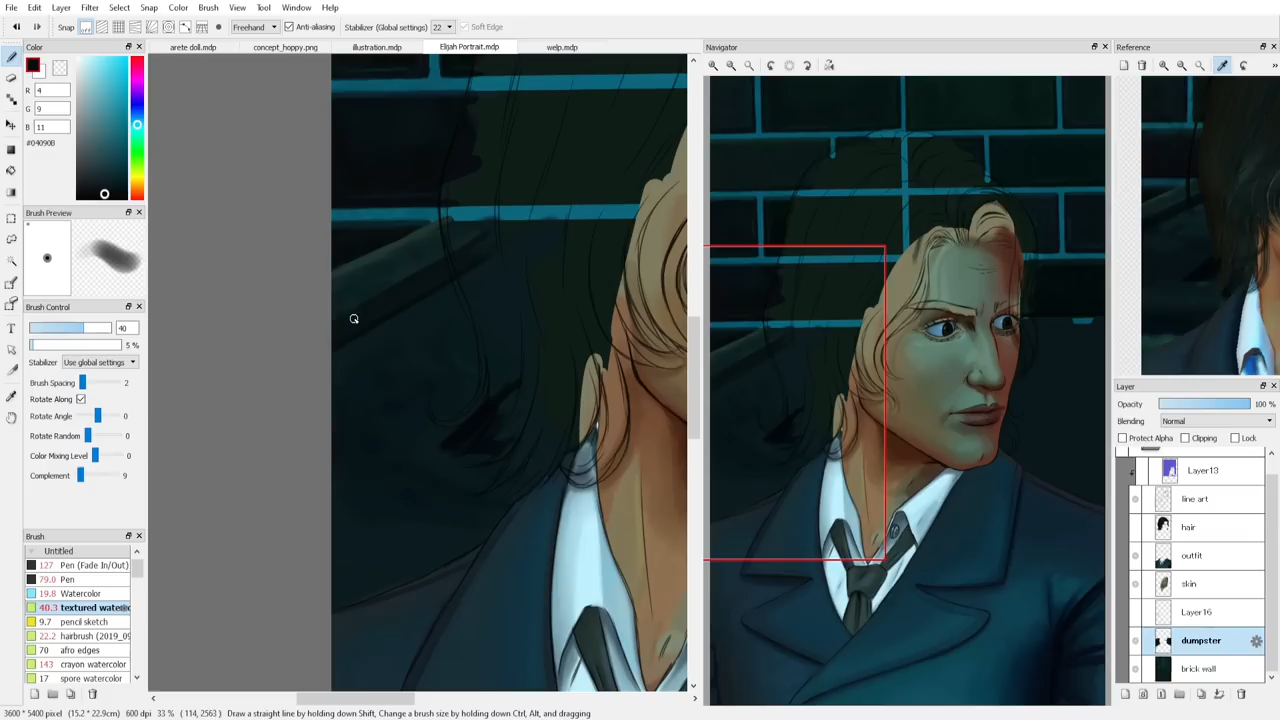 File Edit Layer Filter Select Snap Color Brush View Tool Window Help
Snap off Freehand Anti-aliasing Stabilizer (Global settings) 22 Soft Edge
Color
arete doll.mdp concept_hoppy.png illustration.mdp Elijah Portrait.mdp welp.mdp
Navigator
Reference
R 4
G 9
B 11
#04090B
Brush Preview
Brush Control
40
5 %
Stabilizer Use global settings
Brush Spacing 2
Rotate Along
Rotate Angle 0
Rotate Random 0
Color Mixing Level 0
Complement 9
Brush
Untitled
127 Pen (Fade In/Out)
79.0 Pen
19.8 Watercolor
40.3 textured waterc
9.7 pencil sketch
22.2 hairbrush (2019_09
70 afro edges
143 crayon watercolor
17 spore watercolor
Layer
Opacity 100 %
Blending Normal
Protect Alpha Clipping Lock
Layer13
line art
hair
outfit
skin
Layer16
dumpster
brick wall
3600 * 5400 pixel (15.2 * 22.9cm) 600 dpi 33 % ( 114, 2563) Draw a straight line by holding down Shift, Change a brush size by holding down Ctrl, Alt, and dragging